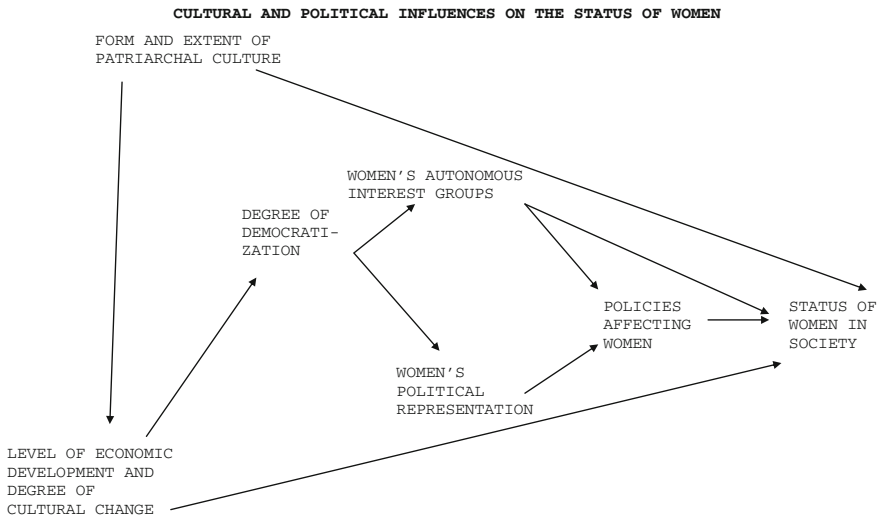 CULTURAL AND POLITICAL INFLUENCES ON THE STATUS OF WOMEN
FORM AND EXTENT OF
PATRIARCHAL CULTURE
WOMEN'S AUTONOMOUS
INTEREST GROUPS
DEGREE OF
DEMOCRATI-
ZATION
POLICIES
AFFECTING
WOMEN
STATUS OF
WOMEN IN
SOCIETY
WOMEN'S
POLITICAL
REPRESENTATION
LEVEL OF ECONOMIC
DEVELOPMENT AND
DEGREE OF
CULTURAL CHANGE